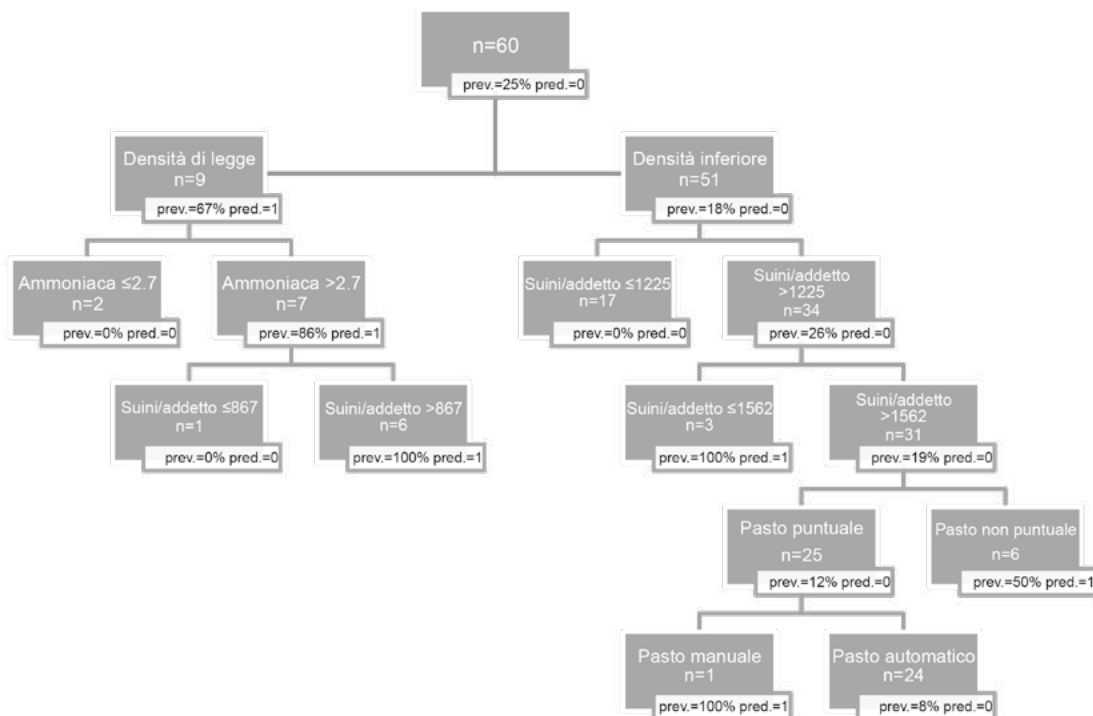 n=60
prev.=25% pred.=0
Densità di legge
n=9
prev.=67% pred.=1
Densità inferiore
n=51
prev.=18% pred.=0
Ammoniaca ≤2.7
n=2
prev.=0% pred.=0
Ammoniaca >2.7
n=7
prev.=86% pred.=1
Suini/addetto ≤1225
n=17
prev.=0% pred.=0
Suini/addetto
>1225
n=34
prev.=26% pred.=0
Suini/addetto ≤867
n=1
prev.=0% pred.=0
Suini/addetto >867
n=6
prev.=100% pred.=1
Suini/addetto ≤1562
n=3
prev.=100% pred.=1
Suini/addetto
>1562
n=31
prev.=19% pred.=0
Pasto puntuale
n=25
prev.=12% pred.=0
Pasto non puntuale
n=6
prev.=50% pred.=1
Pasto manuale
n=1
prev.=100% pred.=1
Pasto automatico
n=24
prev.=8% pred.=0